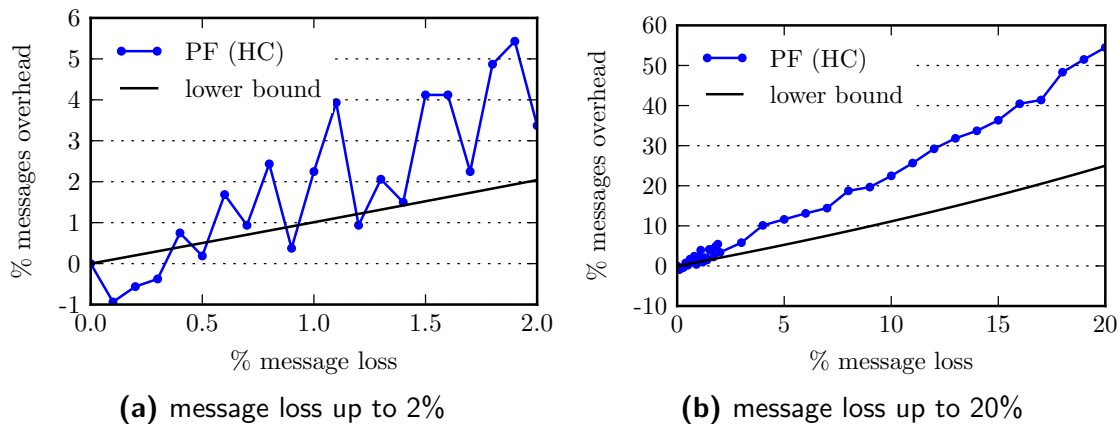 6
5
4
3
2
1
0
-1
% messages overhead
PF (HC)
lower bound
0.0
0.5
1.0
1.5
2.0
% message loss
(a) message loss up to 2%
60
50
40
30
20
10
0
-10
% messages overhead
PF (HC)
lower bound
0
5
10
15
20
% message loss
(b) message loss up to 20%